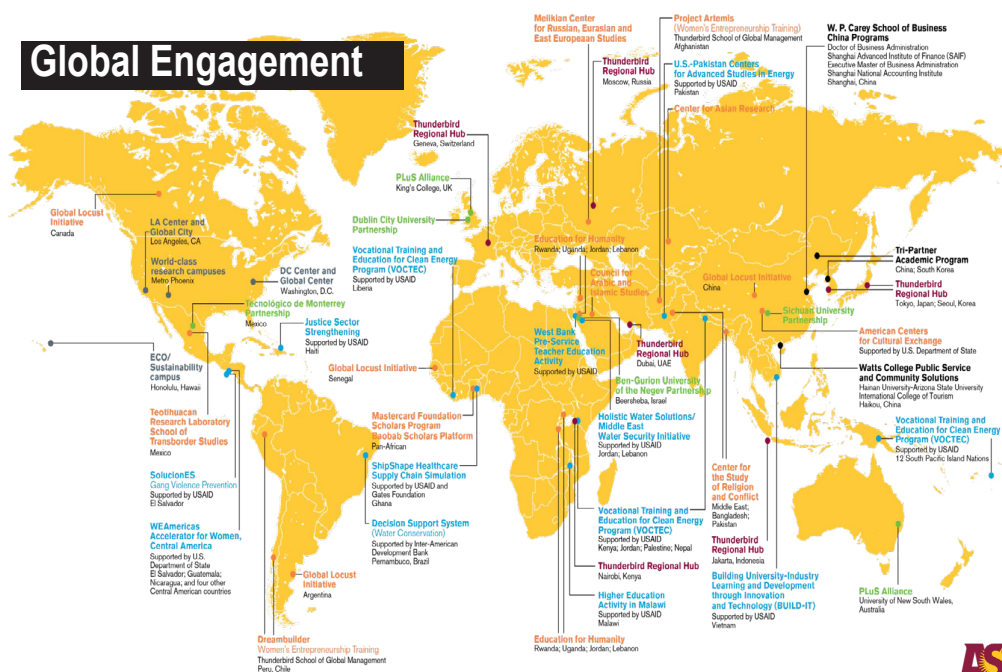 Global Engagement
Melikian Center
for Russian, Eurasian and
East Europeaan Studies
Project Artemis
(Women's Entrepreneurship Training)
Thunderbird School of Global Management
Afghanistan
W. P. Carey School of Business
China Programs
Doctor of Business Administration
Shanghai Advanced Institute of Finance (SAIF)
Executive Master of Business Administration
Shanghai National Accounting Institute
Shanghai, China
Thunderbird
Regional Hub
Moscow, Russia
U.S.-Pakistan Centers
for Advanced Studies in Energy
Supported by USAID
Pakistan
Center for Asian Research
Thunderbird
Regional Hub
Geneva, Switzerland
PLuS Alliance
King's College, UK
Dublin City University
Partnership
Global Locust
Initiative
Canada
LA Center and
Global City
Los Angeles, CA
World-class
research campuses
Metro Phoenix
DC Center and
Global Center
Washington, D.C.
Vocational Training and
Education for Clean Energy
Program (VOCTEC)
Supported by USAID
Liberia
Education for Humanity
Rwanda; Uganda; Jordan; Lebanon
Council for
Arabic and
Islamic Studies
Global Locust Initiative
China
Tri-Partner
Academic Program
China; South Korea
Thunderbird
Regional Hub
Tokyo, Japan; Seoul, Korea
Tecnológico de Monterrey
Partnership
Mexico
Justice Sector
Strengthening
Supported by USAID
Haiti
Sichuan University
Partnership
American Centers
for Cultural Exchange
Supported by U.S. Department of State
West Bank
Pre-Service
Teacher Education
Activity
Supported by USAID
Thunderbird
Regional Hub
Dubai, UAE
ECO/
Sustainability
campus
Honolulu, Hawaii
Global Locust Initiative
Senegal
Ben-Gurion University
of the Negev Partnership
Beersheba, Israel
Watts College Public Service
and Community Solutions
Hainan University-Arizona State University
International College of Tourism
Haikou, China
Teotihuacan
Research Laboratory
School of
Transborder Studies
Mexico
Mastercard Foundation
Scholars Program
Baobab Scholars Platform
Pan-African
Holistic Water Solutions/
Middle East
Water Security Initiative
Supported by USAID
Jordan; Lebanon
Vocational Training and
Education for Clean Energy
Program (VOCTEC)
Supported by USAID
12 South Pacific Island Nations
SolucionES
Gang Violence Prevention
Supported by USAID
El Salvador
ShipShape Healthcare
Supply Chain Simulation
Supported by USAID and
Gates Foundation
Ghana
Center for
the Study
of Religion
and Conflict
Middle East,
Bangladesh;
Pakistan
WEAmericas
Accelerator for Women,
Central America
Supported by U.S.
Department of State
El Salvador; Guatemala;
Nicaragua; and four other
Central American countries
Decision Support System
(Water Conservation)
Supported by Inter-American
Development Bank
Pernambuco, Brazil
Vocational Training and
Education for Clean Energy
Program (VOCTEC)
Supported by USAID
Kenya; Jordan; Palestine; Nepal
Thunderbird
Regional Hub
Jakarta, Indonesia
Thunderbird Regional Hub
Nairobi, Kenya
Global Locust
Initiative
Argentina
Higher Education
Activity in Malawi
Supported by USAID
Malawi
Building University-Industry
Learning and Development
through Innovation
and Technology (BUILD-IT)
Supported by USAID
Vietnam
PLuS Alliance
University of New South Wales,
Australia
Dreambuilder
Women's Entrepreneurship Training
Thunderbird School of Global Management
Peru, Chile
Education for Humanity
Rwanda; Uganda; Jordan; Lebanon
AS